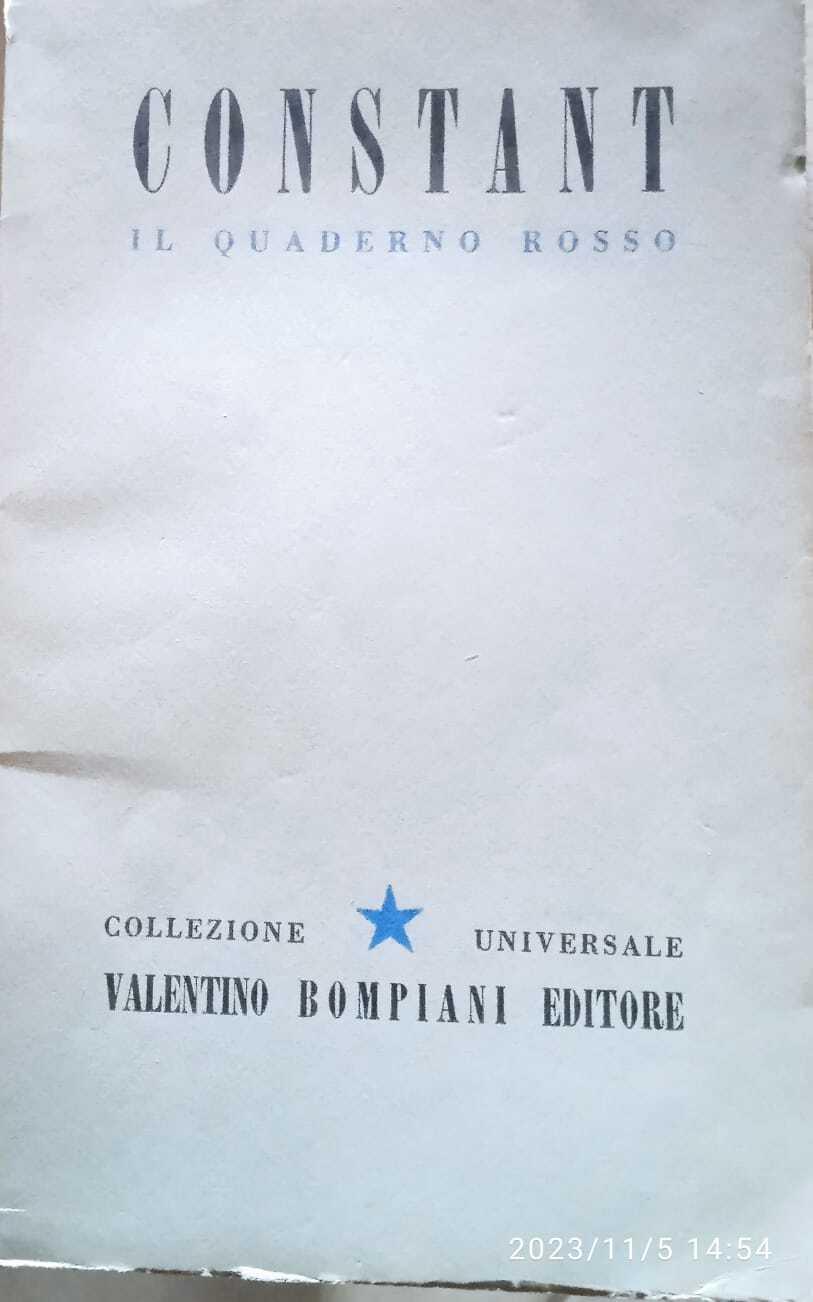 CONSTANT
IL QUADERNO ROSSO
COLLEZIONE UNIVERSALE
VALENTINO BOMPIANI EDITORE
2023/11/5 14:54